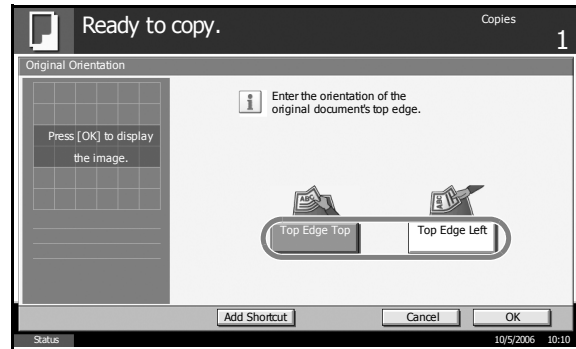 Ready to copy.
Copies
1
Original Orientation
Enter the orientation of the
original document's top edge.
Press [OK] to display
the image.
ABC
ABC
Top Edge Top
Top Edge Left
Add Shortcut
Cancel
OK
Status
10/5/2006 10:10